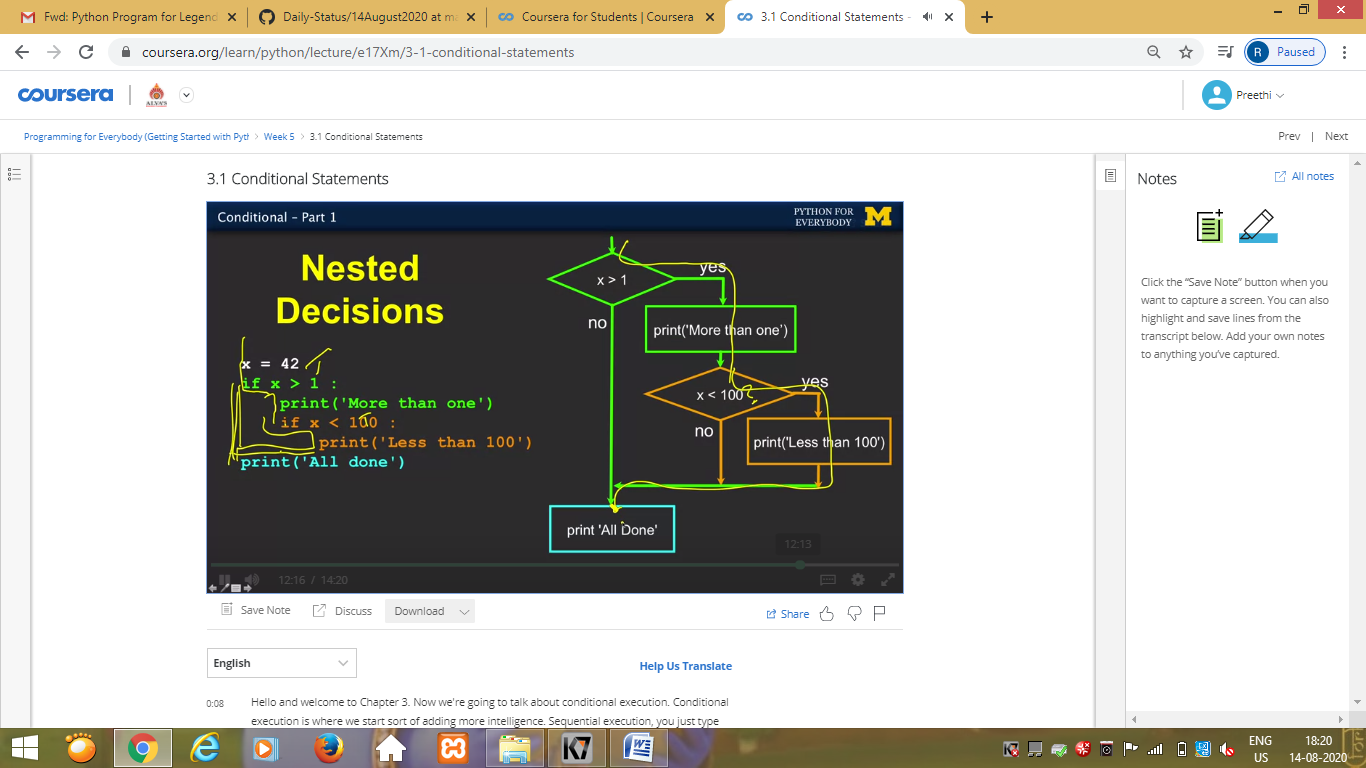 Fwd: Python Program for Legend
Daily-Status/14August2020 at ma
Coursera for Students | Coursera
3.1 Conditional Statements -
coursera.org/learn/python/lecture/e17Xm/3-1-conditional-statements
R Paused
coursera
ALVA'S
Preethi
Programming for Everybody (Getting Started with Pyth > Week 5 > 3.1 Conditional Statements
Prev | Next
3.1 Conditional Statements
Notes
All notes
Conditional – Part 1
PYTHON FOR
EVERYBODY
M
Nested
Decisions
x = 42
if x > 1 :
print('More than one')
if x < 100 :
print('Less than 100')
print('All done')
x > 1
yes
no
print('More than one')
x < 100
yes
no
print('Less than 100')
print 'All Done'
12:13
12:16 / 14:20
Click the “Save Note” button when you
want to capture a screen. You can also
highlight and save lines from the
transcript below. Add your own notes
to anything you’ve captured.
Save Note
Discuss
Download
Share
English
Help Us Translate
0:08 Hello and welcome to Chapter 3. Now we're going to talk about conditional execution. Conditional
execution is where we start sort of adding more intelligence. Sequential execution, you just type
ENG
US
18:20
14-08-2020